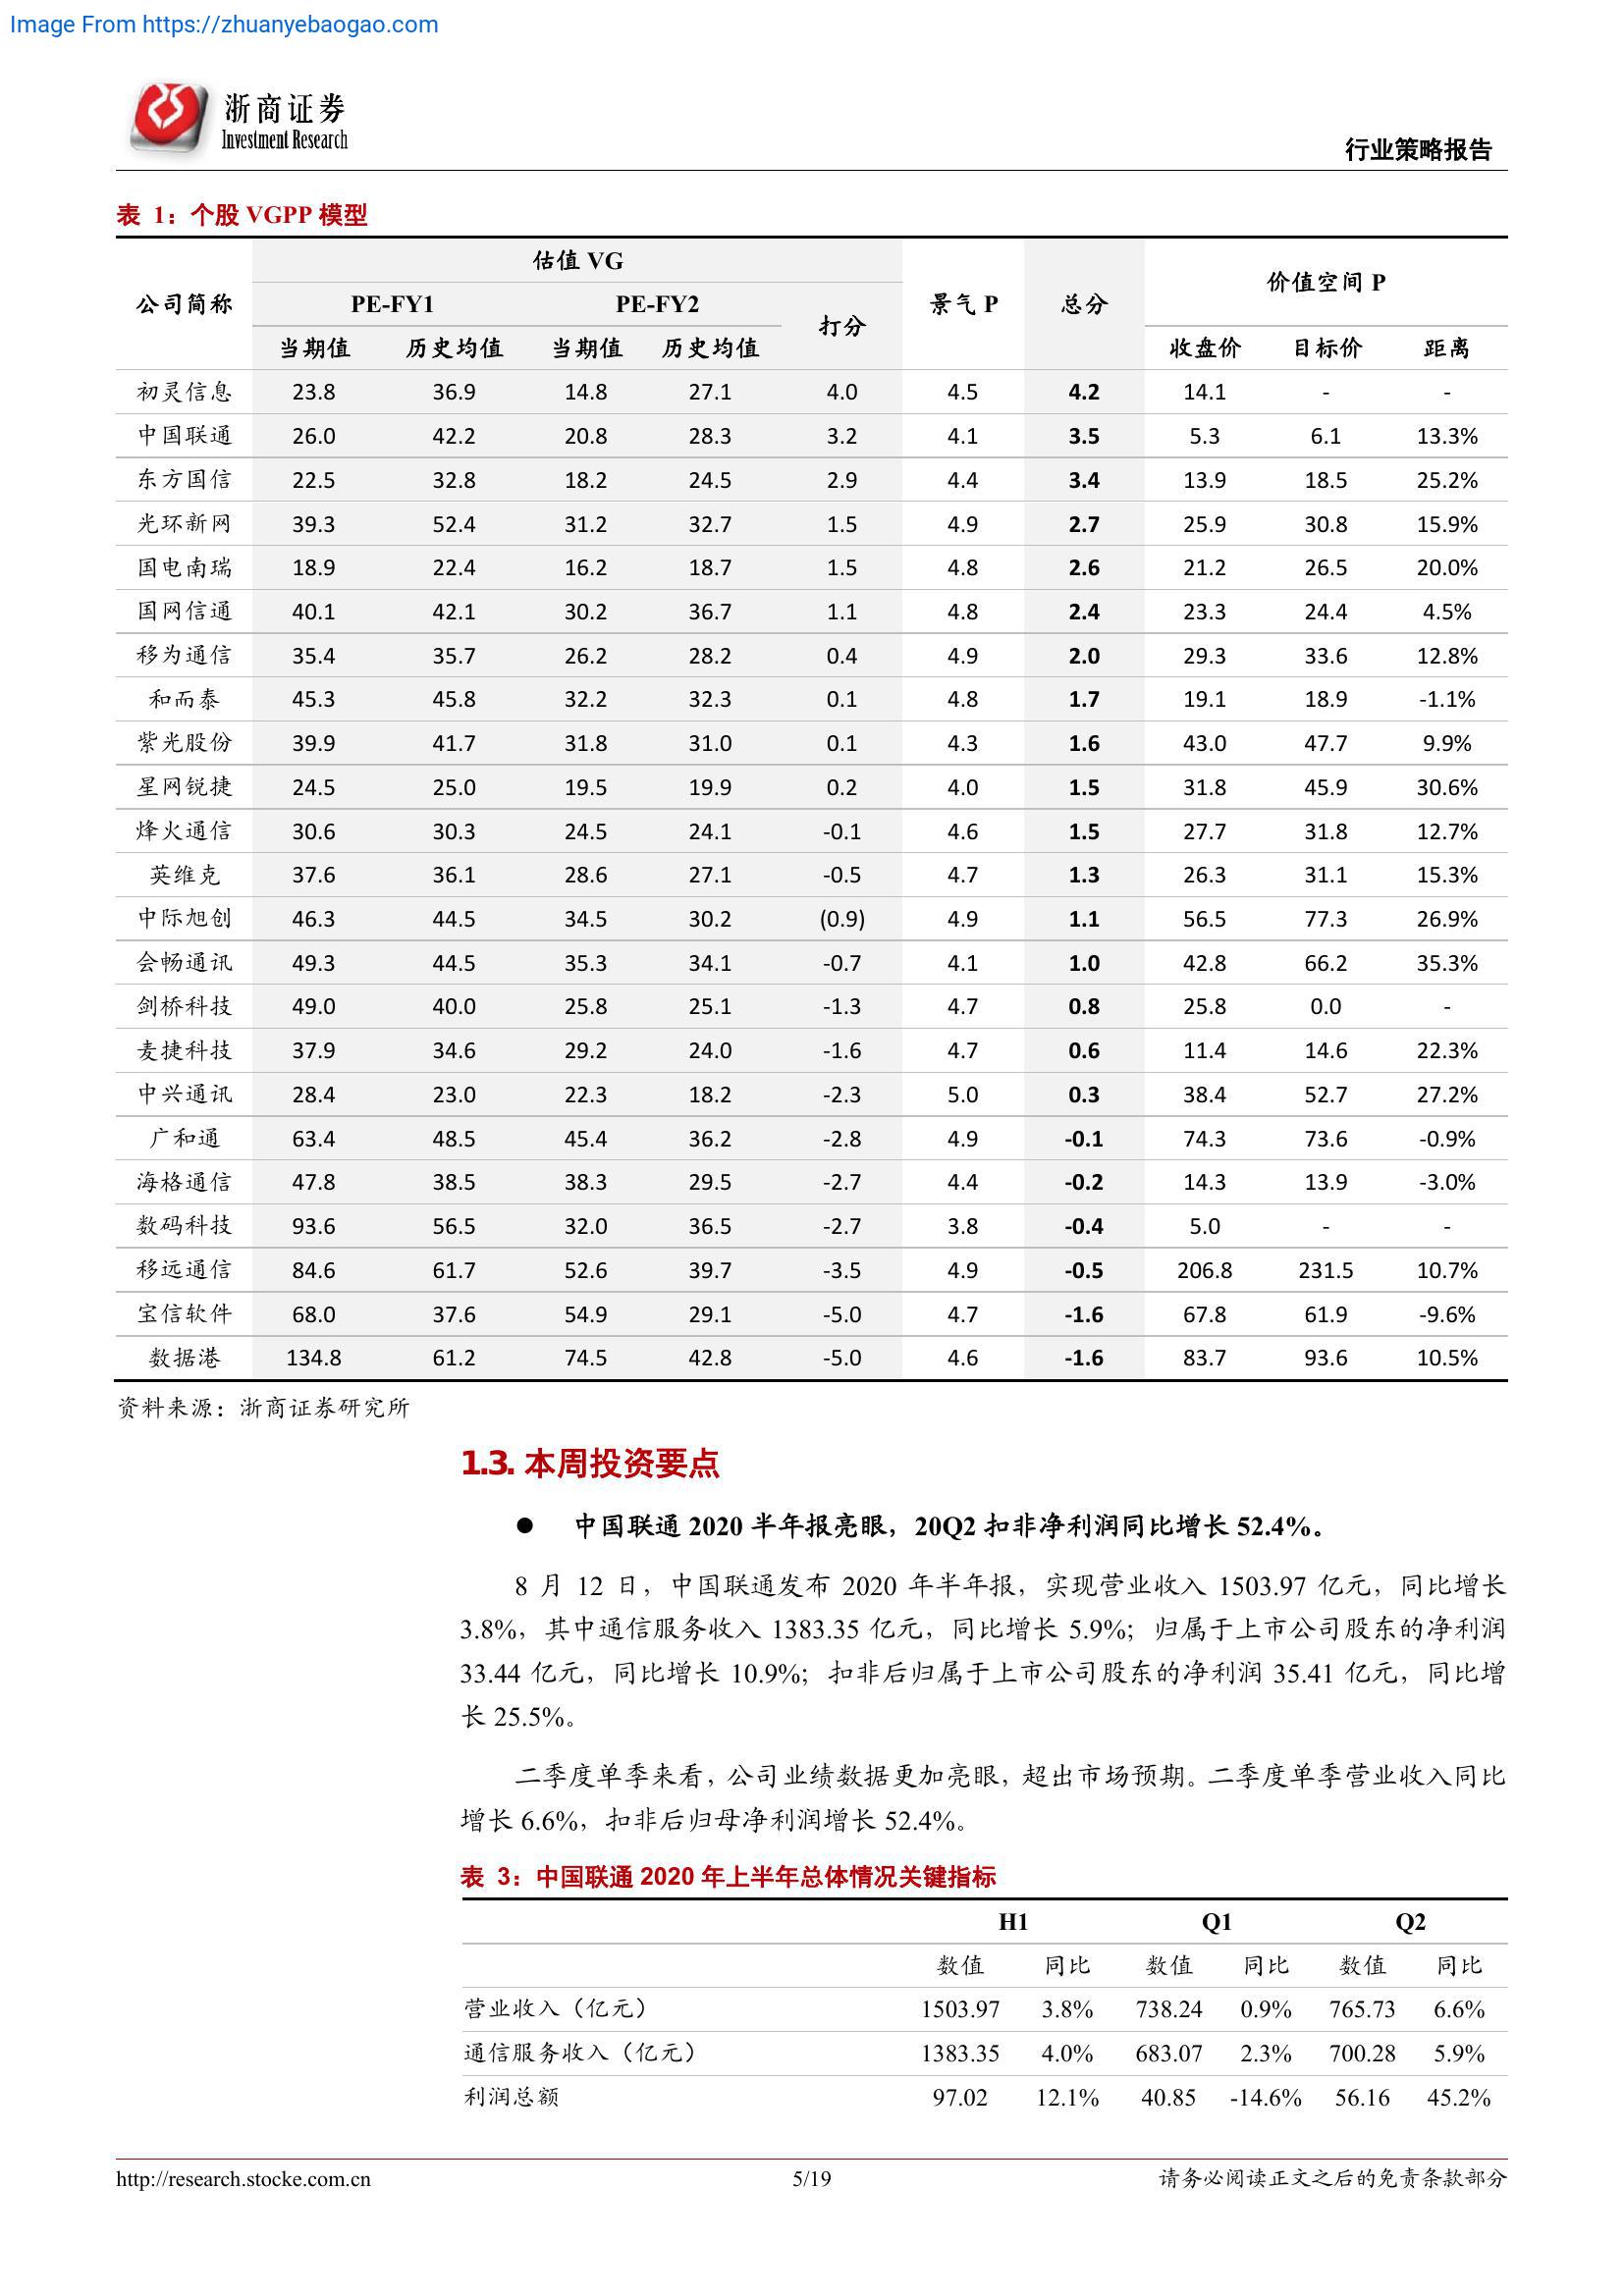 Image From https://zhuanyebaogao.com
浙商证券
Investment Research
行业策略报告
表 1：个股 VGPP 模型
估值 VG
价值空间 P
公司简称 PE-FY1 PE-FY2 景气 P 总分
打分
当期值 历史均值 当期值 历史均值 收盘价 目标价 距离
初灵信息 23.8 36.9 14.8 27.1 4.0 4.5 4.2 14.1 - -
中国联通 26.0 42.2 20.8 28.3 3.2 4.1 3.5 5.3 6.1 13.3%
东方国信 22.5 32.8 18.2 24.5 2.9 4.4 3.4 13.9 18.5 25.2%
光环新网 39.3 52.4 31.2 32.7 1.5 4.9 2.7 25.9 30.8 15.9%
国电南瑞 18.9 22.4 16.2 18.7 1.5 4.8 2.6 21.2 26.5 20.0%
国网信通 40.1 42.1 30.2 36.7 1.1 4.8 2.4 23.3 24.4 4.5%
移为通信 35.4 35.7 26.2 28.2 0.4 4.9 2.0 29.3 33.6 12.8%
和而泰 45.3 45.8 32.2 32.3 0.1 4.8 1.7 19.1 18.9 -1.1%
紫光股份 39.9 41.7 31.8 31.0 0.1 4.3 1.6 43.0 47.7 9.9%
星网锐捷 24.5 25.0 19.5 19.9 0.2 4.0 1.5 31.8 45.9 30.6%
烽火通信 30.6 30.3 24.5 24.1 -0.1 4.6 1.5 27.7 31.8 12.7%
英维克 37.6 36.1 28.6 27.1 -0.5 4.7 1.3 26.3 31.1 15.3%
中际旭创 46.3 44.5 34.5 30.2 (0.9) 4.9 1.1 56.5 77.3 26.9%
会畅通讯 49.3 44.5 35.3 34.1 -0.7 4.1 1.0 42.8 66.2 35.3%
剑桥科技 49.0 40.0 25.8 25.1 -1.3 4.7 0.8 25.8 0.0 -
麦捷科技 37.9 34.6 29.2 24.0 -1.6 4.7 0.6 11.4 14.6 22.3%
中兴通讯 28.4 23.0 22.3 18.2 -2.3 5.0 0.3 38.4 52.7 27.2%
广和通 63.4 48.5 45.4 36.2 -2.8 4.9 -0.1 74.3 73.6 -0.9%
海格通信 47.8 38.5 38.3 29.5 -2.7 4.4 -0.2 14.3 13.9 -3.0%
数码科技 93.6 56.5 32.0 36.5 -2.7 3.8 -0.4 5.0 - -
移远通信 84.6 61.7 52.6 39.7 -3.5 4.9 -0.5 206.8 231.5 10.7%
宝信软件 68.0 37.6 54.9 29.1 -5.0 4.7 -1.6 67.8 61.9 -9.6%
数据港 134.8 61.2 74.5 42.8 -5.0 4.6 -1.6 83.7 93.6 10.5%
资料来源：浙商证券研究所
1.3. 本周投资要点
● 中国联通 2020 半年报亮眼，20Q2 扣非净利润同比增长 52.4%。
8 月 12 日，中国联通发布 2020 年半年报，实现营业收入 1503.97 亿元，同比增长
3.8%，其中通信服务收入 1383.35 亿元，同比增长 5.9%；归属于上市公司股东的净利润
33.44 亿元，同比增长 10.9%；扣非后归属于上市公司股东的净利润 35.41 亿元，同比增
长 25.5%。
二季度单季来看，公司业绩数据更加亮眼，超出市场预期。二季度单季营业收入同比
增长 6.6%，扣非后归母净利润增长 52.4%。
表 3：中国联通 2020 年上半年总体情况关键指标
H1 Q1 Q2
数值 同比 数值 同比 数值 同比
营业收入（亿元） 1503.97 3.8% 738.24 0.9% 765.73 6.6%
通信服务收入（亿元） 1383.35 4.0% 683.07 2.3% 700.28 5.9%
利润总额 97.02 12.1% 40.85 -14.6% 56.16 45.2%
http://research.stocke.com.cn 5/19 请务必阅读正文之后的免责条款部分